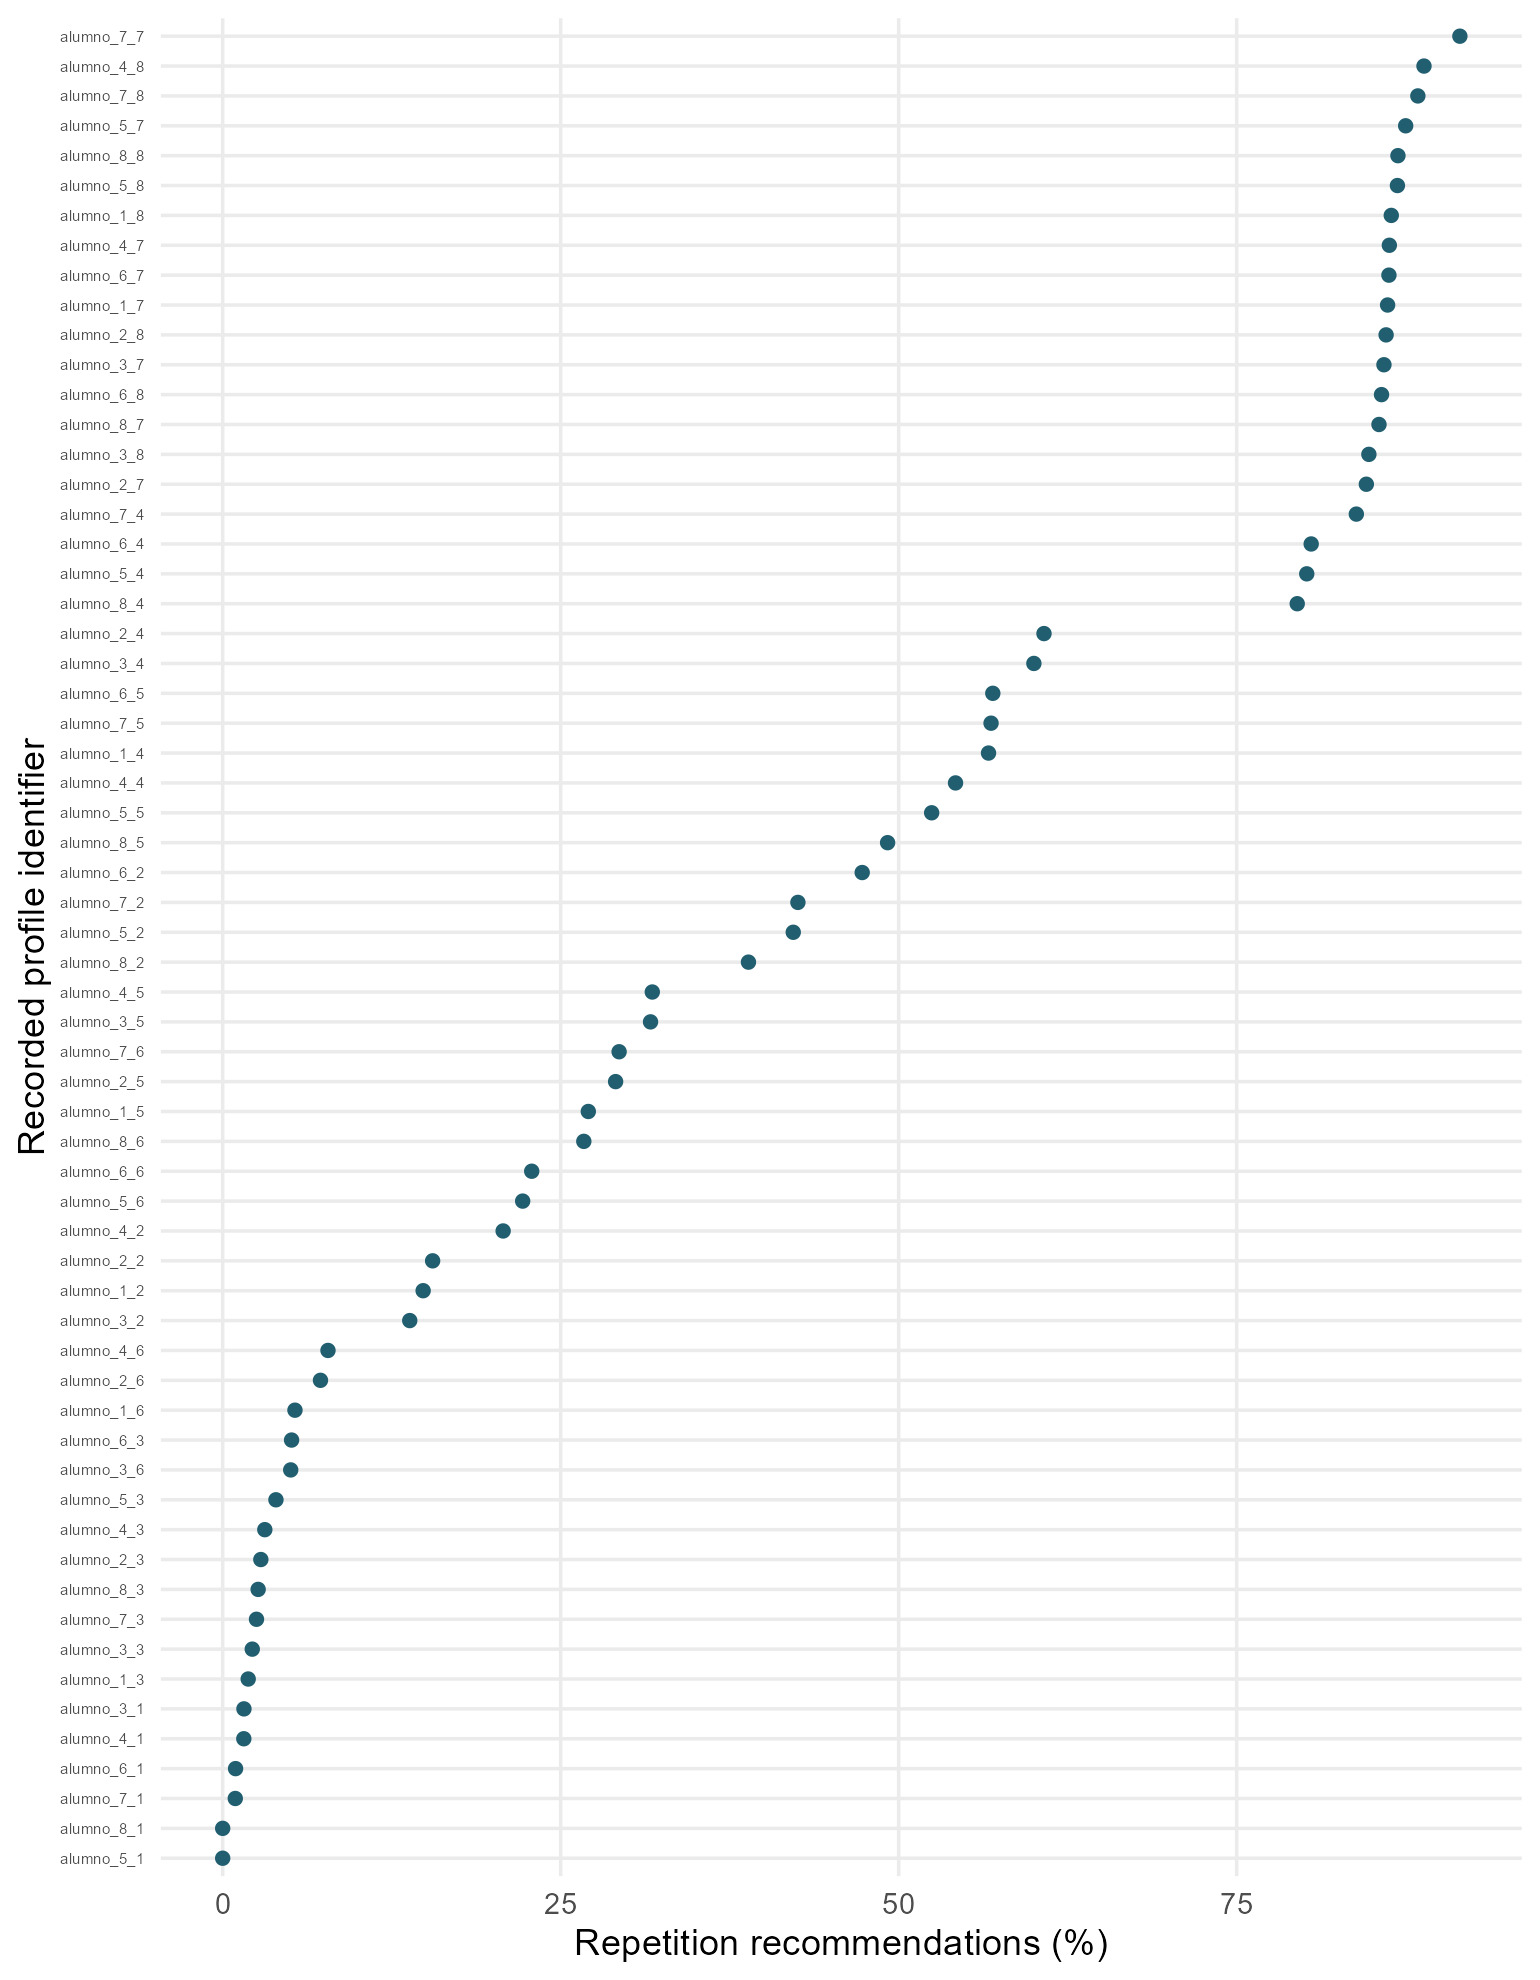 alumno_7_7
alumno_4_8
alumno_7_8
alumno_5_7
alumno_8_8
alumno_5_8
alumno_1_8
alumno_4_7
alumno_6_7
alumno_1_7
alumno_2_8
alumno_3_7
alumno_6_8
alumno_8_7
alumno_3_8
alumno_2_7
alumno_7_4
alumno_6_4
alumno_5_4
alumno_8_4
alumno_2_4
alumno_3_4
alumno_6_5
alumno_7_5
alumno_1_4
alumno_4_4
alumno_5_5
alumno_8_5
alumno_6_2
alumno_7_2
alumno_5_2
alumno_8_2
alumno_4_5
alumno_3_5
alumno_7_6
alumno_2_5
alumno_1_5
alumno_8_6
alumno_6_6
alumno_5_6
alumno_4_2
alumno_2_2
alumno_1_2
alumno_3_2
alumno_4_6
alumno_2_6
alumno_1_6
alumno_6_3
alumno_3_6
alumno_5_3
alumno_4_3
alumno_2_3
alumno_8_3
alumno_7_3
alumno_3_3
alumno_1_3
alumno_3_1
alumno_4_1
alumno_6_1
alumno_7_1
alumno_8_1
alumno_5_1
Recorded profile identifier
0 25 50 75
Repetition recommendations (%)